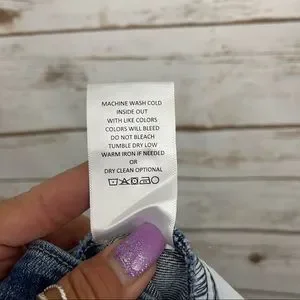 MACHINE WASH COLD
INSIDE OUT
WITH LIKE COLORS
COLORS WILL BLEED
DO NOT BLEACH
TUMBLE DRY LOW
WARM IRON IF NEEDED
OR
DRY CLEAN OPTIONAL